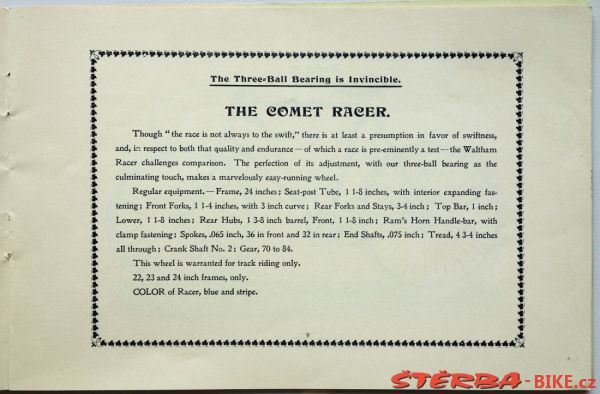 The Three-Ball Bearing is Invincible.
THE COMET RACER.
Though "the race is not always to the swift," there is at least a presumption in favor of swiftness,
and, in respect to both that quality and endurance — of which a race is pre-eminently a test — the Waltham
Racer challenges comparison. The perfection of its adjustment, with our three-ball bearing as the
culminating touch, makes a marvelously easy-running wheel.
Regular equipment. — Frame, 24 inches; Seat-post Tube, 1 1-8 inches, with interior expanding fas-
tening; Front Forks, 1 1-4 inches, with 3 inch curve; Rear Forks and Stays, 3-4 inch; Top Bar, 1 inch;
Lower, 1 1-8 inches; Rear Hubs, 1 3-8 inch barrel, Front, 1 1-8 inch; Ram's Horn Handle-bar, with
clamp fastening; Spokes, .065 inch, 36 in front and 32 in rear; End Shafts, .075 inch; Tread, 4 3-4 inches
all through; Crank Shaft No. 2; Gear, 70 to 84.
This wheel is warranted for track riding only.
22, 23 and 24 inch frames, only.
COLOR of Racer, blue and stripe.
9
ŠTĚRBA-BIKE.cz